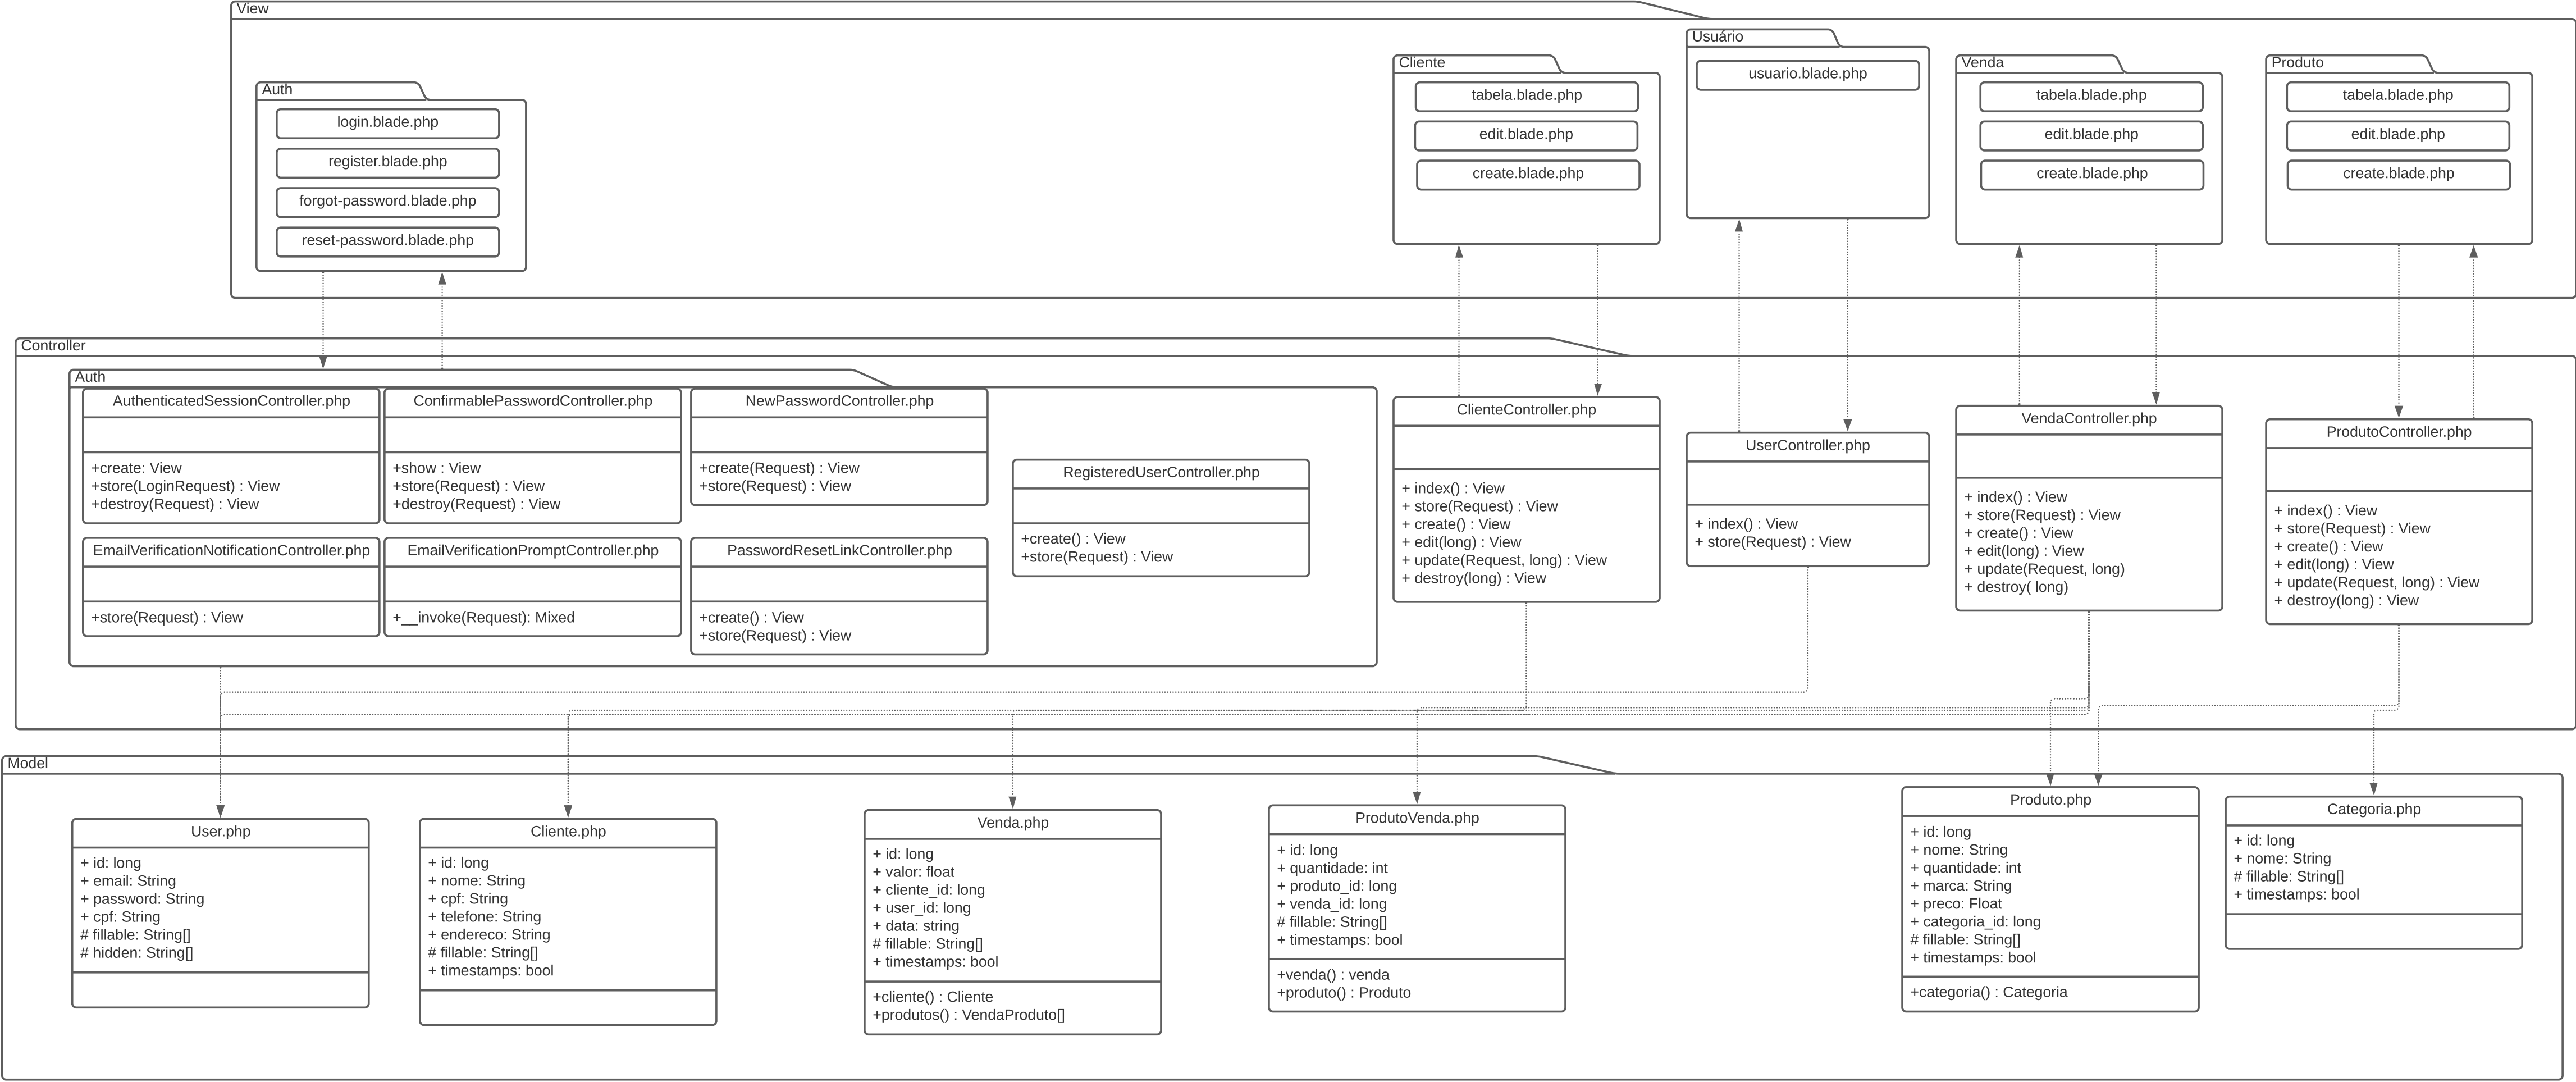 View
Auth
login.blade.php
register.blade.php
forgot-password.blade.php
reset-password.blade.php
Cliente
tabela.blade.php
edit.blade.php
create.blade.php
Usuário
usuario.blade.php
Venda
tabela.blade.php
edit.blade.php
create.blade.php
Produto
tabela.blade.php
edit.blade.php
create.blade.php
Controller
Auth
AuthenticatedSessionController.php
+create: View
+store(LoginRequest) : View
+destroy(Request) : View
ConfirmablePasswordController.php
+show : View
+store(Request) : View
+destroy(Request) : View
NewPasswordController.php
+create(Request) : View
+store(Request) : View
EmailVerificationNotificationController.php
+store(Request) : View
EmailVerificationPromptController.php
+__invoke(Request): Mixed
PasswordResetLinkController.php
+create() : View
+store(Request) : View
RegisteredUserController.php
+create() : View
+store(Request) : View
ClienteController.php
+ index() : View
+ store(Request) : View
+ create() : View
+ edit(long) : View
+ update(Request, long) : View
+ destroy(long) : View
UserController.php
+ index() : View
+ store(Request) : View
VendaController.php
+ index() : View
+ store(Request) : View
+ create() : View
+ edit(long) : View
+ update(Request, long)
+ destroy( long)
ProdutoController.php
+ index() : View
+ store(Request) : View
+ create() : View
+ edit(long) : View
+ update(Request, long) : View
+ destroy(long) : View
Model
User.php
+ id: long
+ email: String
+ password: String
+ cpf: String
# fillable: String[]
# hidden: String[]
Cliente.php
+ id: long
+ nome: String
+ cpf: String
+ telefone: String
+ endereco: String
# fillable: String[]
+ timestamps: bool
Venda.php
+ id: long
+ valor: float
+ cliente_id: long
+ user_id: long
+ data: string
# fillable: String[]
+ timestamps: bool
+cliente() : Cliente
+produtos() : VendaProduto[]
ProdutoVenda.php
+ id: long
+ quantidade: int
+ produto_id: long
+ venda_id: long
# fillable: String[]
+ timestamps: bool
+venda() : venda
+produto() : Produto
Produto.php
+ id: long
+ nome: String
+ quantidade: int
+ marca: String
+ preco: Float
+ categoria_id: long
# fillable: String[]
+ timestamps: bool
+categoria() : Categoria
Categoria.php
+ id: long
+ nome: String
# fillable: String[]
+ timestamps: bool